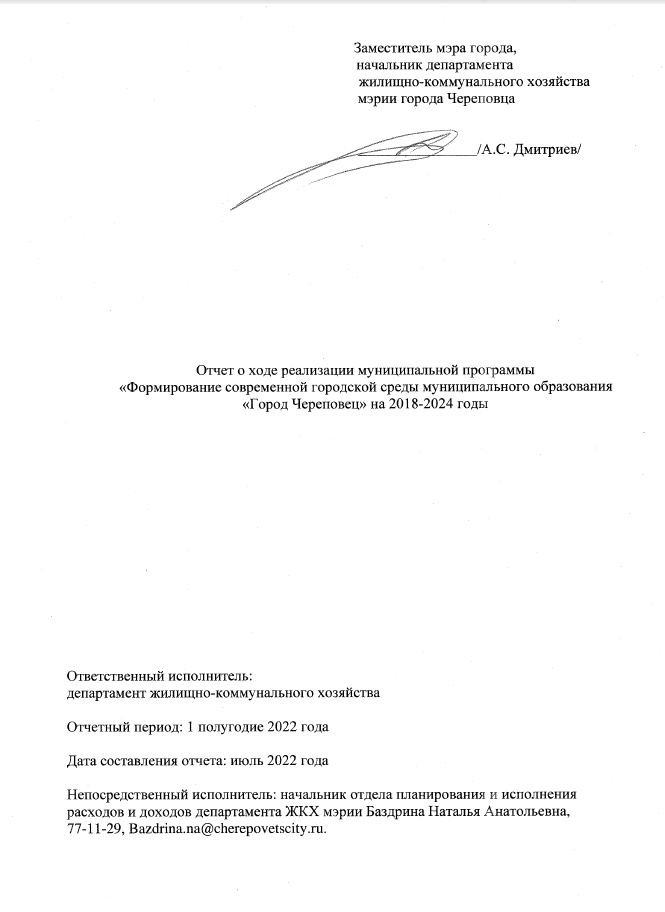 Заместитель мэра города,
начальник департамента
жилищно-коммунального хозяйства
мэрии города Череповца
/А.С. Дмитриев/
Отчет о ходе реализации муниципальной программы
«Формирование современной городской среды муниципального образования
«Город Череповец» на 2018-2024 годы
Ответственный исполнитель:
департамент жилищно-коммунального хозяйства
Отчетный период: 1 полугодие 2022 года
Дата составления отчета: июль 2022 года
Непосредственный исполнитель: начальник отдела планирования и исполнения
расходов и доходов департамента ЖКХ мэрии Баздрина Наталья Анатольевна,
77-11-29, Bazdrina.na@cherepovetscity.ru.